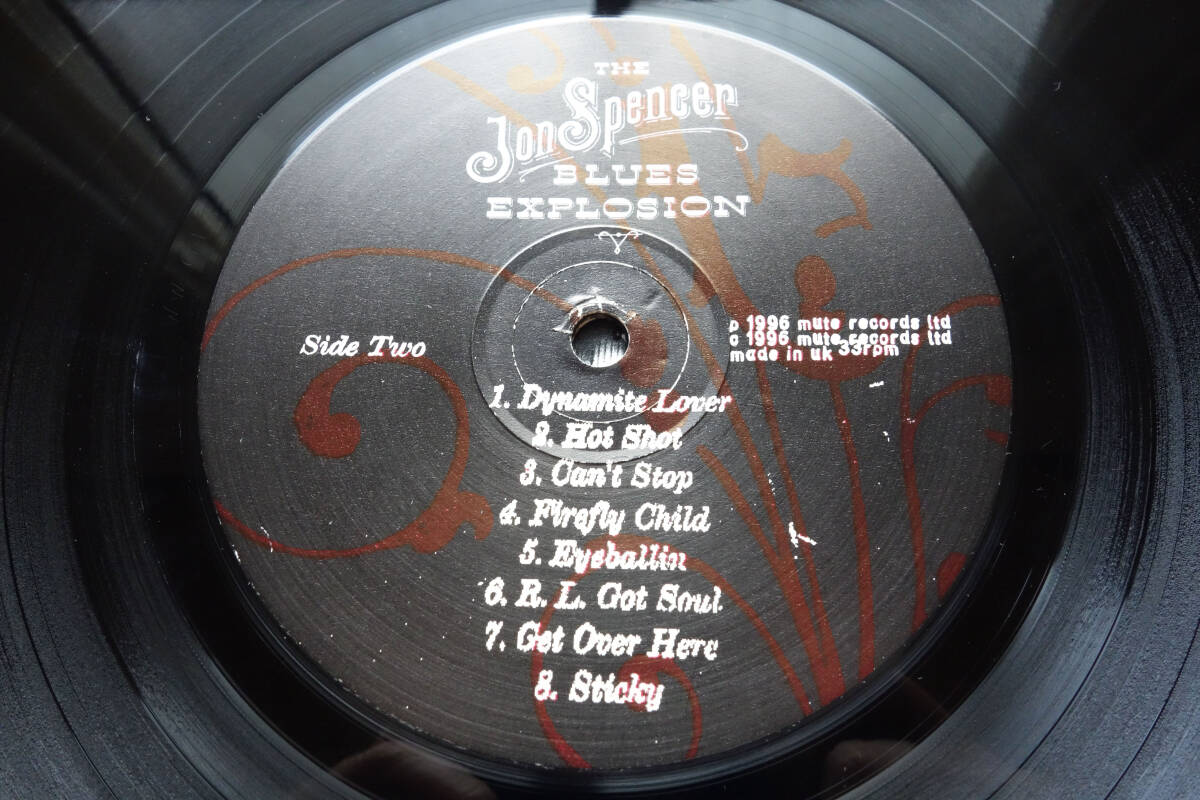 THE
Jon Spencer
BLUES
EXPLOSION
Side Two
p 1996 mute records ltd
c 1996 mute records ltd
made in uk 33rpm
1. Dynamite Lover
2. Hot Shot
3. Can't Stop
4. Firefly Child
5. Eyeballin
6. R. L. Got Soul
7. Get Over Here
8. Sticky